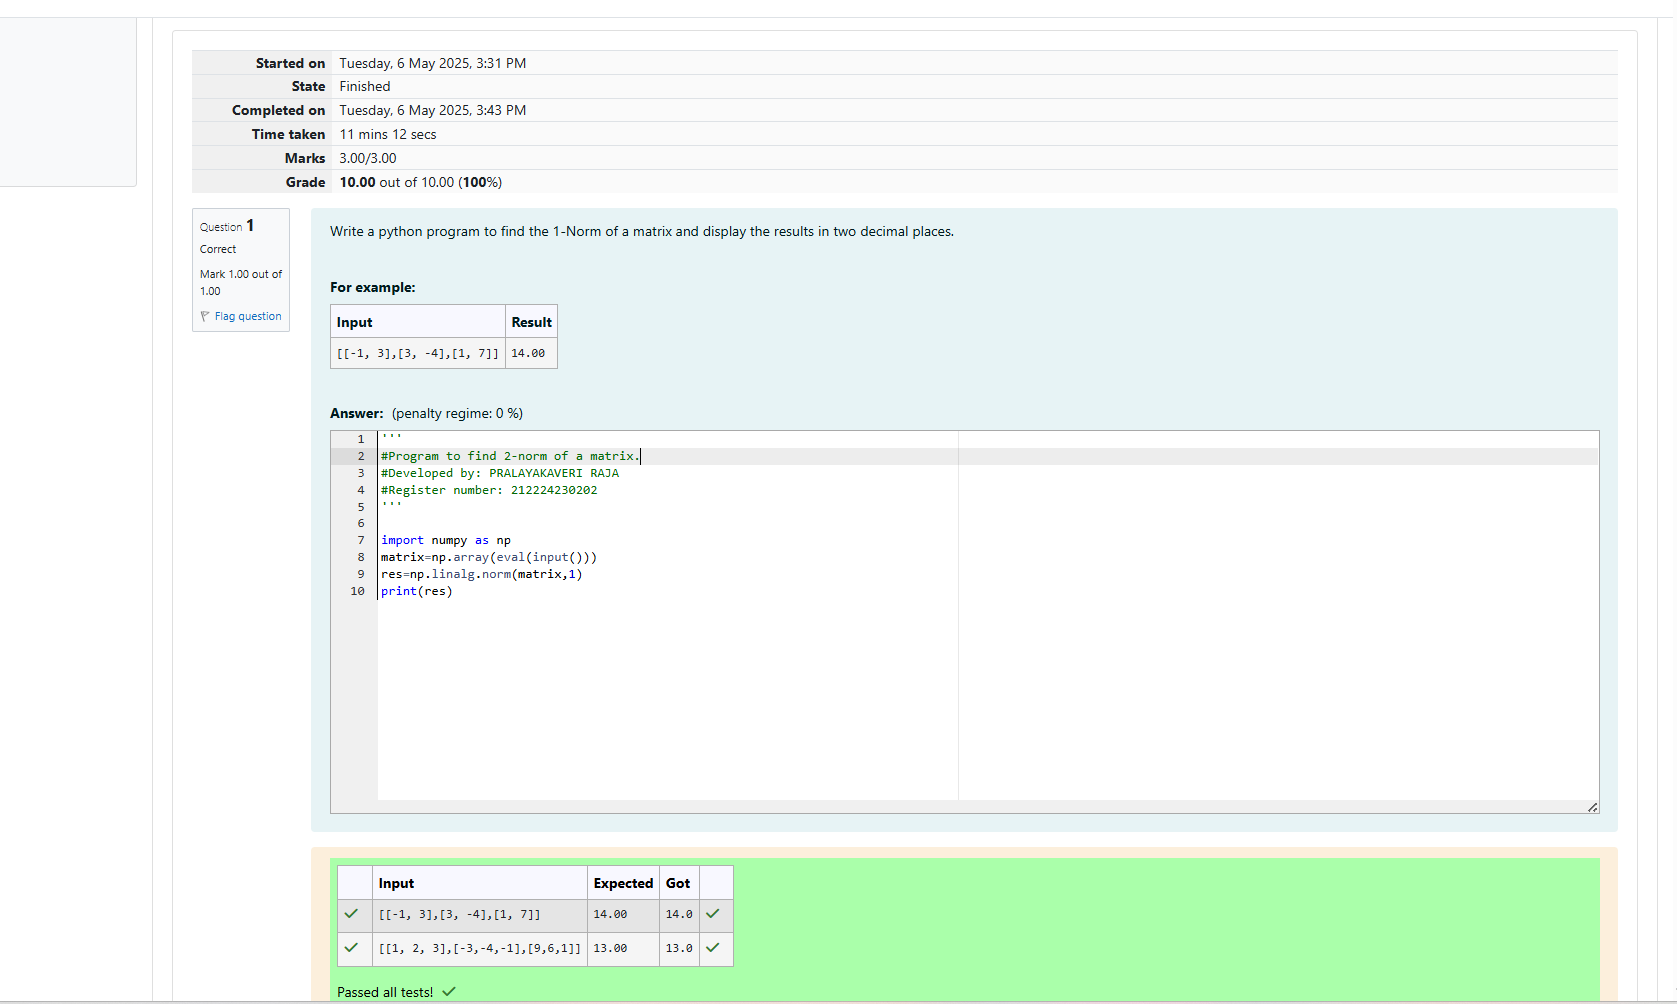 Started on Tuesday, 6 May 2025, 3:31 PM
State Finished
Completed on Tuesday, 6 May 2025, 3:43 PM
Time taken 11 mins 12 secs
Marks 3.00/3.00
Grade 10.00 out of 10.00 (100%)
Question 1
Correct
Mark 1.00 out of
1.00
Flag question
Write a python program to find the 1-Norm of a matrix and display the results in two decimal places.
For example:
Input Result
[[-1, 3],[3, -4],[1, 7]] 14.00
Answer: (penalty regime: 0 %)
1 '''
2 #Program to find 2-norm of a matrix.
3 #Developed by: PRALAYAKAVERI RAJA
4 #Register number: 212224230202
5 '''
6
7 import numpy as np
8 matrix=np.array(eval(input()))
9 res=np.linalg.norm(matrix,1)
10 print(res)
Input Expected Got
[[-1, 3],[3, -4],[1, 7]] 14.00 14.0
[[1, 2, 3],[-3,-4,-1],[9,6,1]] 13.00 13.0
Passed all tests!